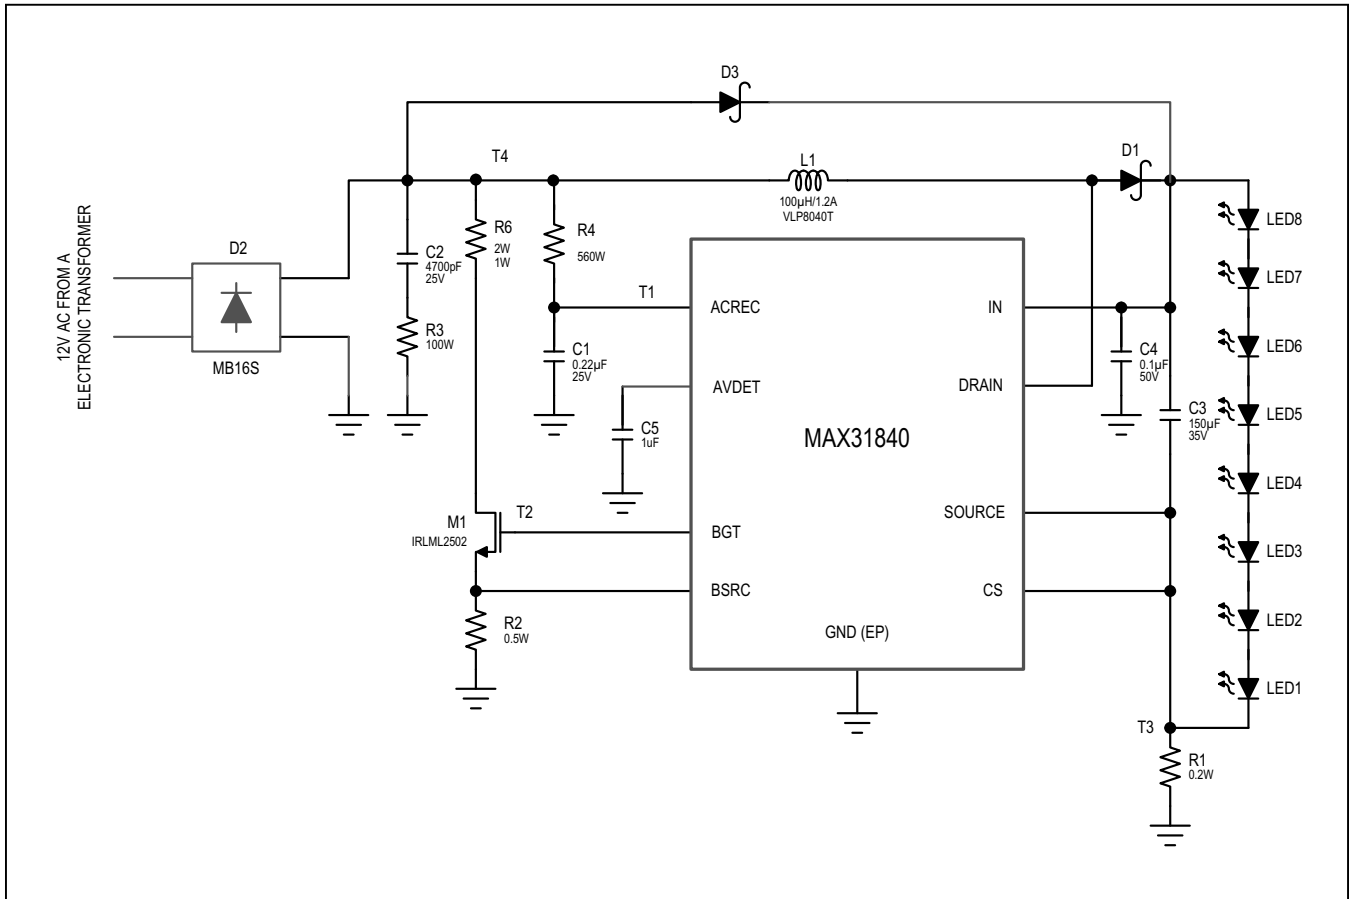 D3
T4
L1
100µH/1.2A
VLP8040T
D1
12V AC FROM A
ELECTRONIC TRANSFORMER
D2
MB16S
C2
4700pF
25V
R3
100W
R6
2W
1W
R4
560W
T1
C1
0.22µF
25V
C5
1uF
M1
IRLML2502
T2
R2
0.5W
ACREC
AVDET
BGT
BSRC
MAX31840
GND (EP)
IN
DRAIN
SOURCE
CS
C4
0.1µF
50V
C3
150µF
35V
LED8
LED7
LED6
LED5
LED4
LED3
LED2
LED1
T3
R1
0.2W